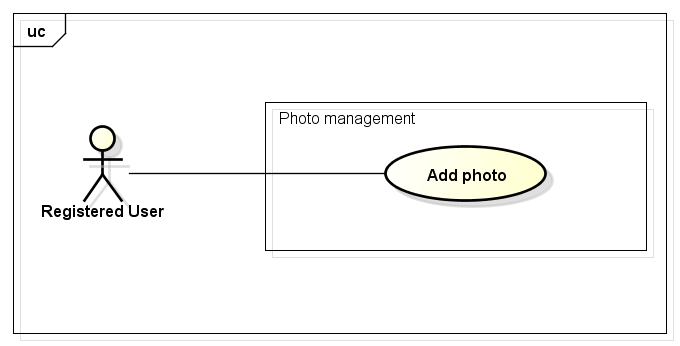 uc
Photo management
Add photo
Registered User